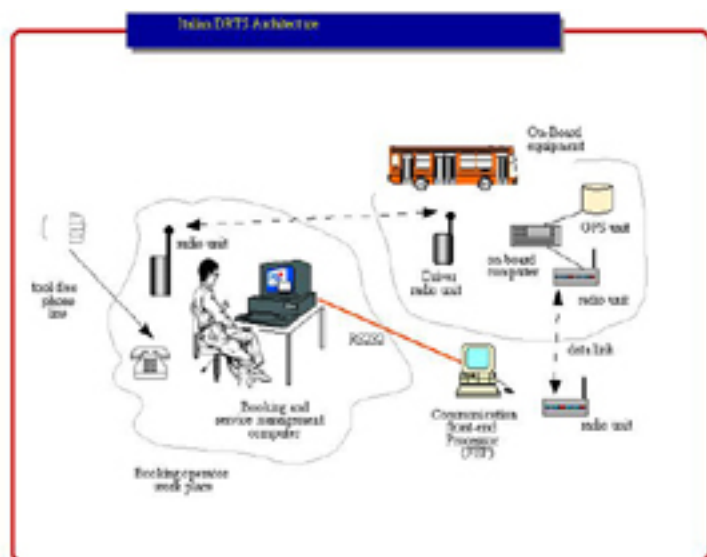 Italian DRTS Architecture
On-Board
equipment
GPS unit
radio unit
on board
computer
Driver
radio unit
radio unit
tool free
phone
line
RS232
data link
Booking and
service management
computer
Communication
front-end
Processor
(FEP)
radio unit
Booking operator
work place